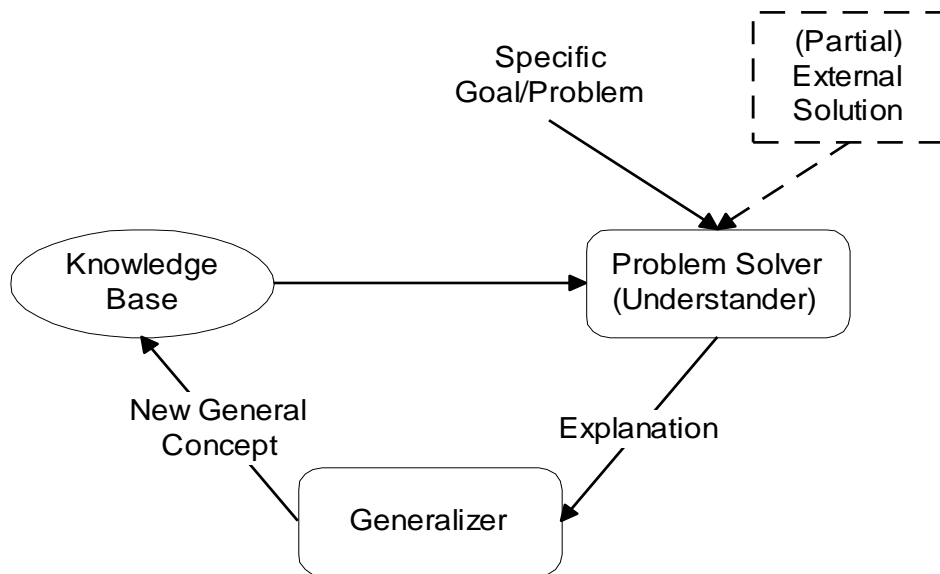 Specific
Goal/Problem
(Partial)
External
Solution
Knowledge
Base
Problem Solver
(Understander)
New General
Concept
Explanation
Generalizer